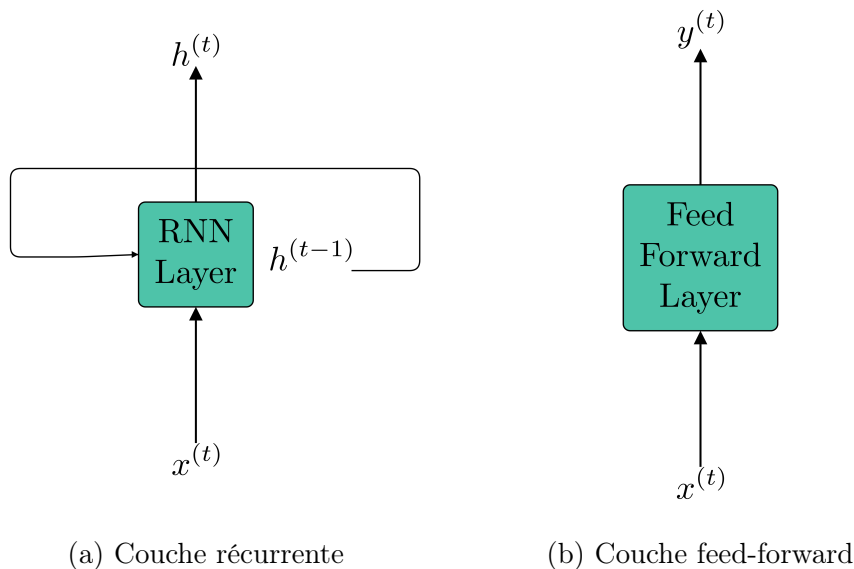 h^(t)
RNN
Layer
h^(t−1)
x^(t)
(a) Couche récurrente
y^(t)
Feed
Forward
Layer
x^(t)
(b) Couche feed-forward